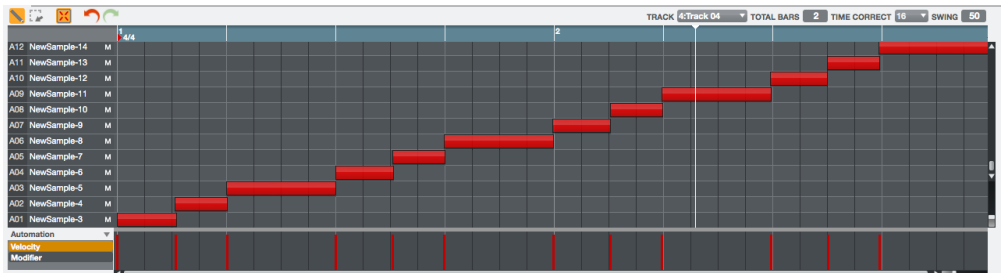 TRACK 4:Track 04 TOTAL BARS 2 TIME CORRECT 16 SWING 50
1 2
4/4
A12 NewSample-14 M
A11 NewSample-13 M
A10 NewSample-12 M
A09 NewSample-11 M
A08 NewSample-10 M
A07 NewSample-9 M
A06 NewSample-8 M
A05 NewSample-7 M
A04 NewSample-6 M
A03 NewSample-5 M
A02 NewSample-4 M
A01 NewSample-3 M
Automation
Velocity
Modifier